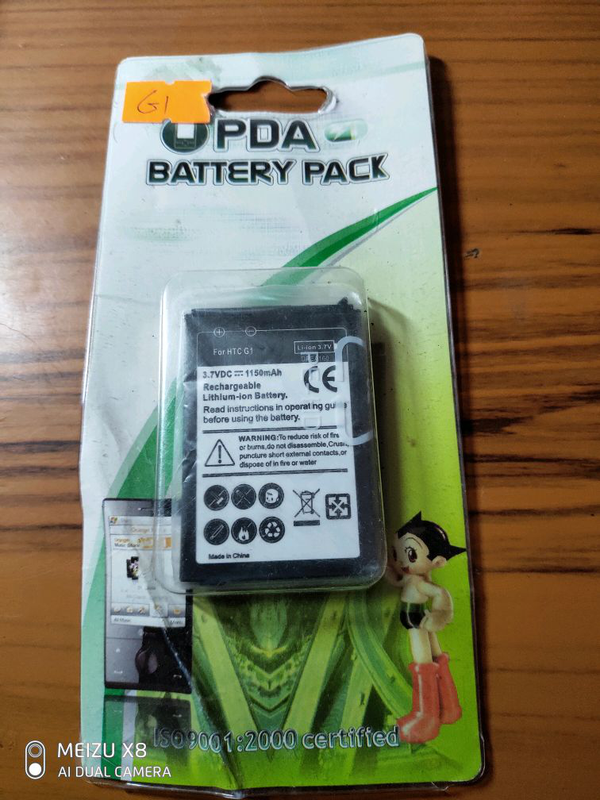 G1
PDA
BATTERY PACK
For HTC G1
Li-ion 3.7V
3.7VDC 1150mAh
Rechargeable
Lithium-ion Battery.
Read instructions in operating
before using the battery.
CE
WARNING:To reduce risk of fire
or burns,do not disassemble,Crush,
puncture short external contacts,or
dispose of in fire or water
Made in China
ISO9001:2000 certified
MEIZU X8
AI DUAL CAMERA